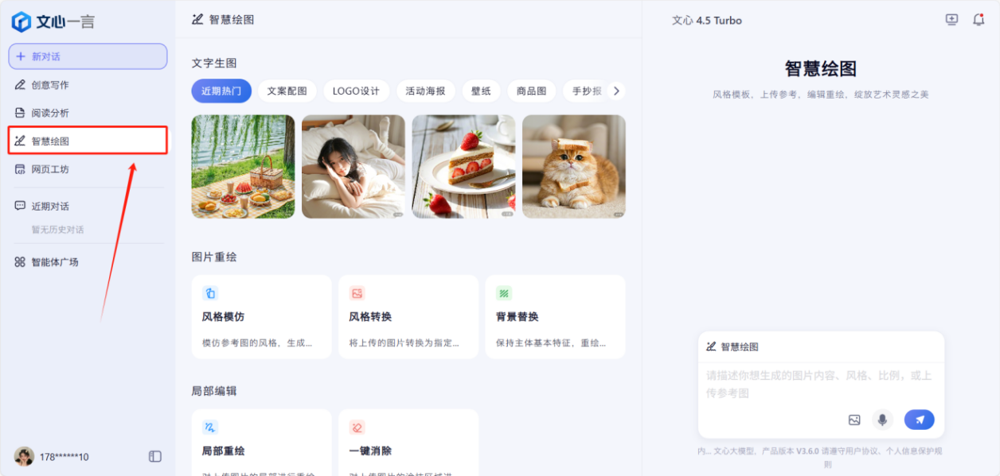 文心一言
新对话
创意写作
阅读分析
智慧绘图
网页工坊
近期对话
暂无历史对话
智能体广场
178******10
智慧绘图
文字生图
近期热门 文案配图 LOGO设计 活动海报 壁纸 商品图 手抄报
图片重绘
风格模仿
模仿参考图的风格，生成...
风格转换
将上传的图片转换为指定...
背景替换
保持主体基本特征，重绘...
局部编辑
局部重绘
一键消除
文心 4.5 Turbo
智慧绘图
风格模板，上传参考，编辑重绘，绽放艺术灵感之美
智慧绘图
请描述你想生成的图片内容、风格、比例，或上
传参考图
内... 文心大模型，产品版本 V3.6.0 请遵守用户协议、个人信息保护规
则